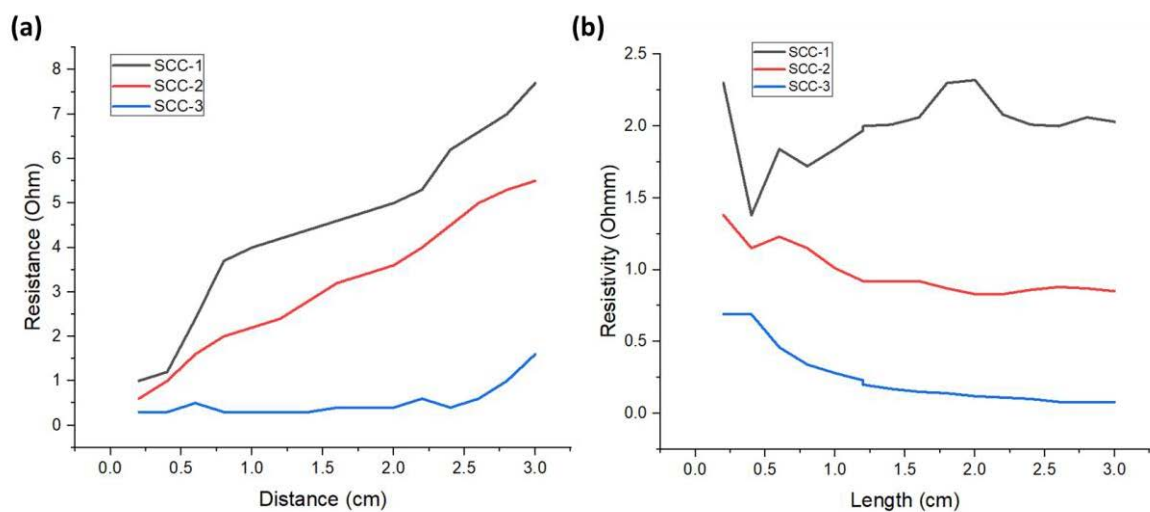 (a)
SCC-1
SCC-2
SCC-3
8
7
6
5
4
3
2
1
0
Resistance (Ohm)
0.0 0.5 1.0 1.5 2.0 2.5 3.0
Distance (cm)
(b)
SCC-1
SCC-2
SCC-3
2.5
2.0
1.5
1.0
0.5
0.0
Resistivity (Ohmm)
0.0 0.5 1.0 1.5 2.0 2.5 3.0
Length (cm)